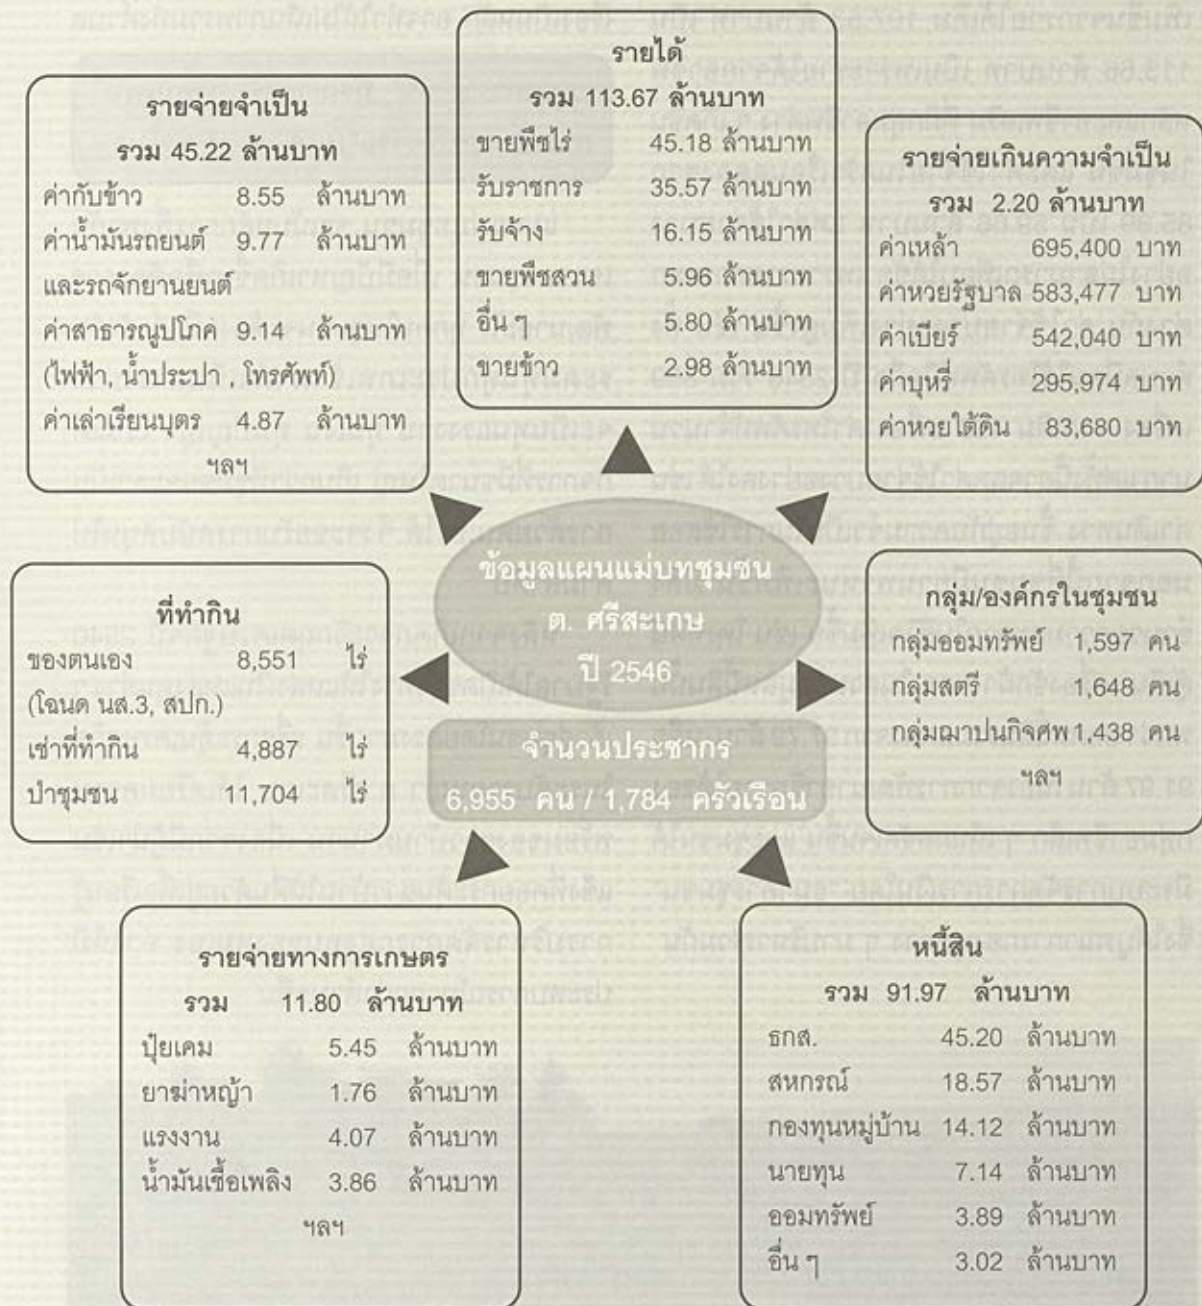 รายได้
รวม 113.67 ล้านบาท
ขายพืชไร่ 45.18 ล้านบาท
รับราชการ 35.57 ล้านบาท
รับจ้าง 16.15 ล้านบาท
ขายพืชสวน 5.96 ล้านบาท
อื่น ๆ 5.80 ล้านบาท
ขายข้าว 2.98 ล้านบาท
รายจ่ายจำเป็น
รวม 45.22 ล้านบาท
ค่ากับข้าว 8.55 ล้านบาท
ค่าน้ำมันรถยนต์ 9.77 ล้านบาท
และรถจักยานยนต์
ค่าสาธารณูปโภค 9.14 ล้านบาท
(ไฟฟ้า, น้ำประปา , โทรศัพท์)
ค่าเล่าเรียนบุตร 4.87 ล้านบาท
ฯลฯ
รายจ่ายเกินความจำเป็น
รวม 2.20 ล้านบาท
ค่าเหล้า 695,400 บาท
ค่าหวยรัฐบาล 583,477 บาท
ค่าเบียร์ 542,040 บาท
ค่าบุหรี่ 295,974 บาท
ค่าหวยใต้ดิน 83,680 บาท
ข้อมูลแผนแม่บทชุมชน
ต. ศรีสะเกษ
ปี 2546
จำนวนประชากร
6,955 คน / 1,784 ครัวเรือน
ที่ทำกิน
ของตนเอง 8,551 ไร่
(โฉนด นส.3, สปก.)
เช่าที่ทำกิน 4,887 ไร่
ป่าชุมชน 11,704 ไร่
กลุ่ม/องค์กรในชุมชน
กลุ่มออมทรัพย์ 1,597 คน
กลุ่มสตรี 1,648 คน
กลุ่มฌาปนกิจศพ 1,438 คน
ฯลฯ
รายจ่ายทางการเกษตร
รวม 11.80 ล้านบาท
ปุ๋ยเคม 5.45 ล้านบาท
ยาฆ่าหญ้า 1.76 ล้านบาท
แรงงาน 4.07 ล้านบาท
น้ำมันเชื้อเพลิง 3.86 ล้านบาท
ฯลฯ
หนี้สิน
รวม 91.97 ล้านบาท
ธกส. 45.20 ล้านบาท
สหกรณ์ 18.57 ล้านบาท
กองทุนหมู่บ้าน 14.12 ล้านบาท
นายทุน 7.14 ล้านบาท
ออมทรัพย์ 3.89 ล้านบาท
อื่น ๆ 3.02 ล้านบาท